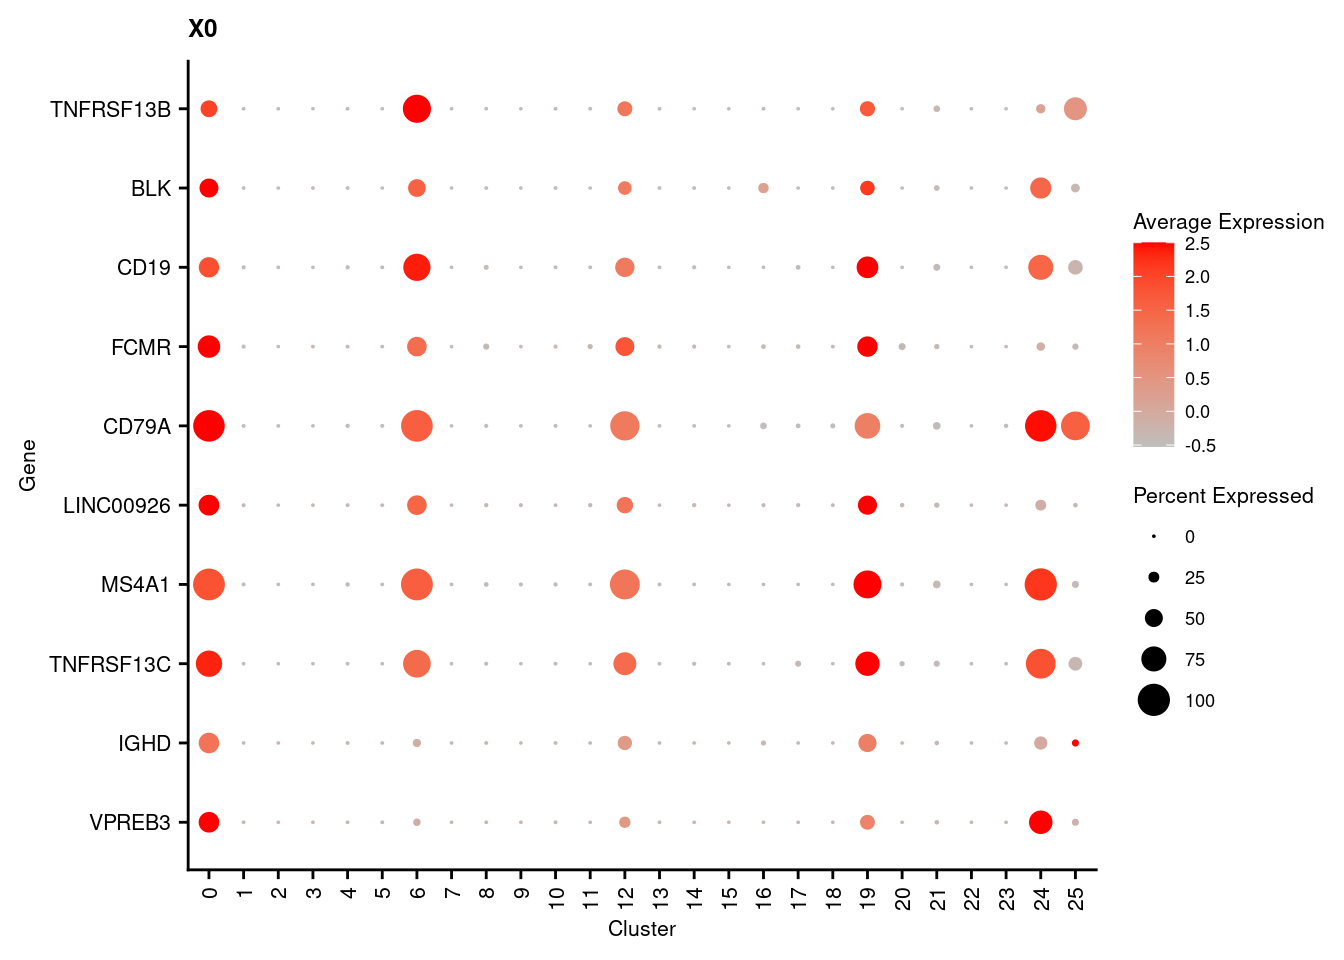 X0
TNFRSF13B
BLK
CD19
FCMR
CD79A
LINC00926
MS4A1
TNFRSF13C
IGHD
VPREB3
Gene
0 1 2 3 4 5 6 7 8 9 10 11 12 13 14 15 16 17 18 19 20 21 22 23 24 25
Cluster
Average Expression
2.5
2.0
1.5
1.0
0.5
0.0
-0.5
Percent Expressed
0
25
50
75
100